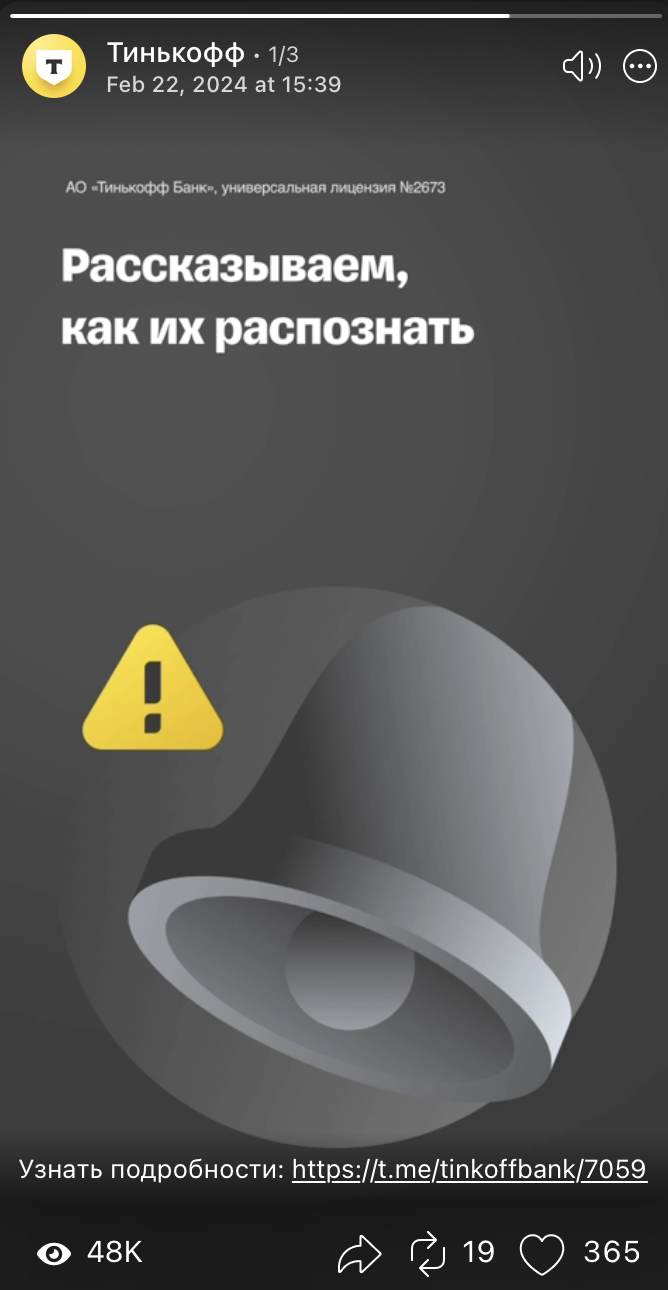 Тинькофф · 1/3
Feb 22, 2024 at 15:39
АО «Тинькофф Банк», универсальная лицензия №2673
Рассказываем,
как их распознать
Узнать подробности: https://t.me/tinkoffbank/7059
48K 19 365